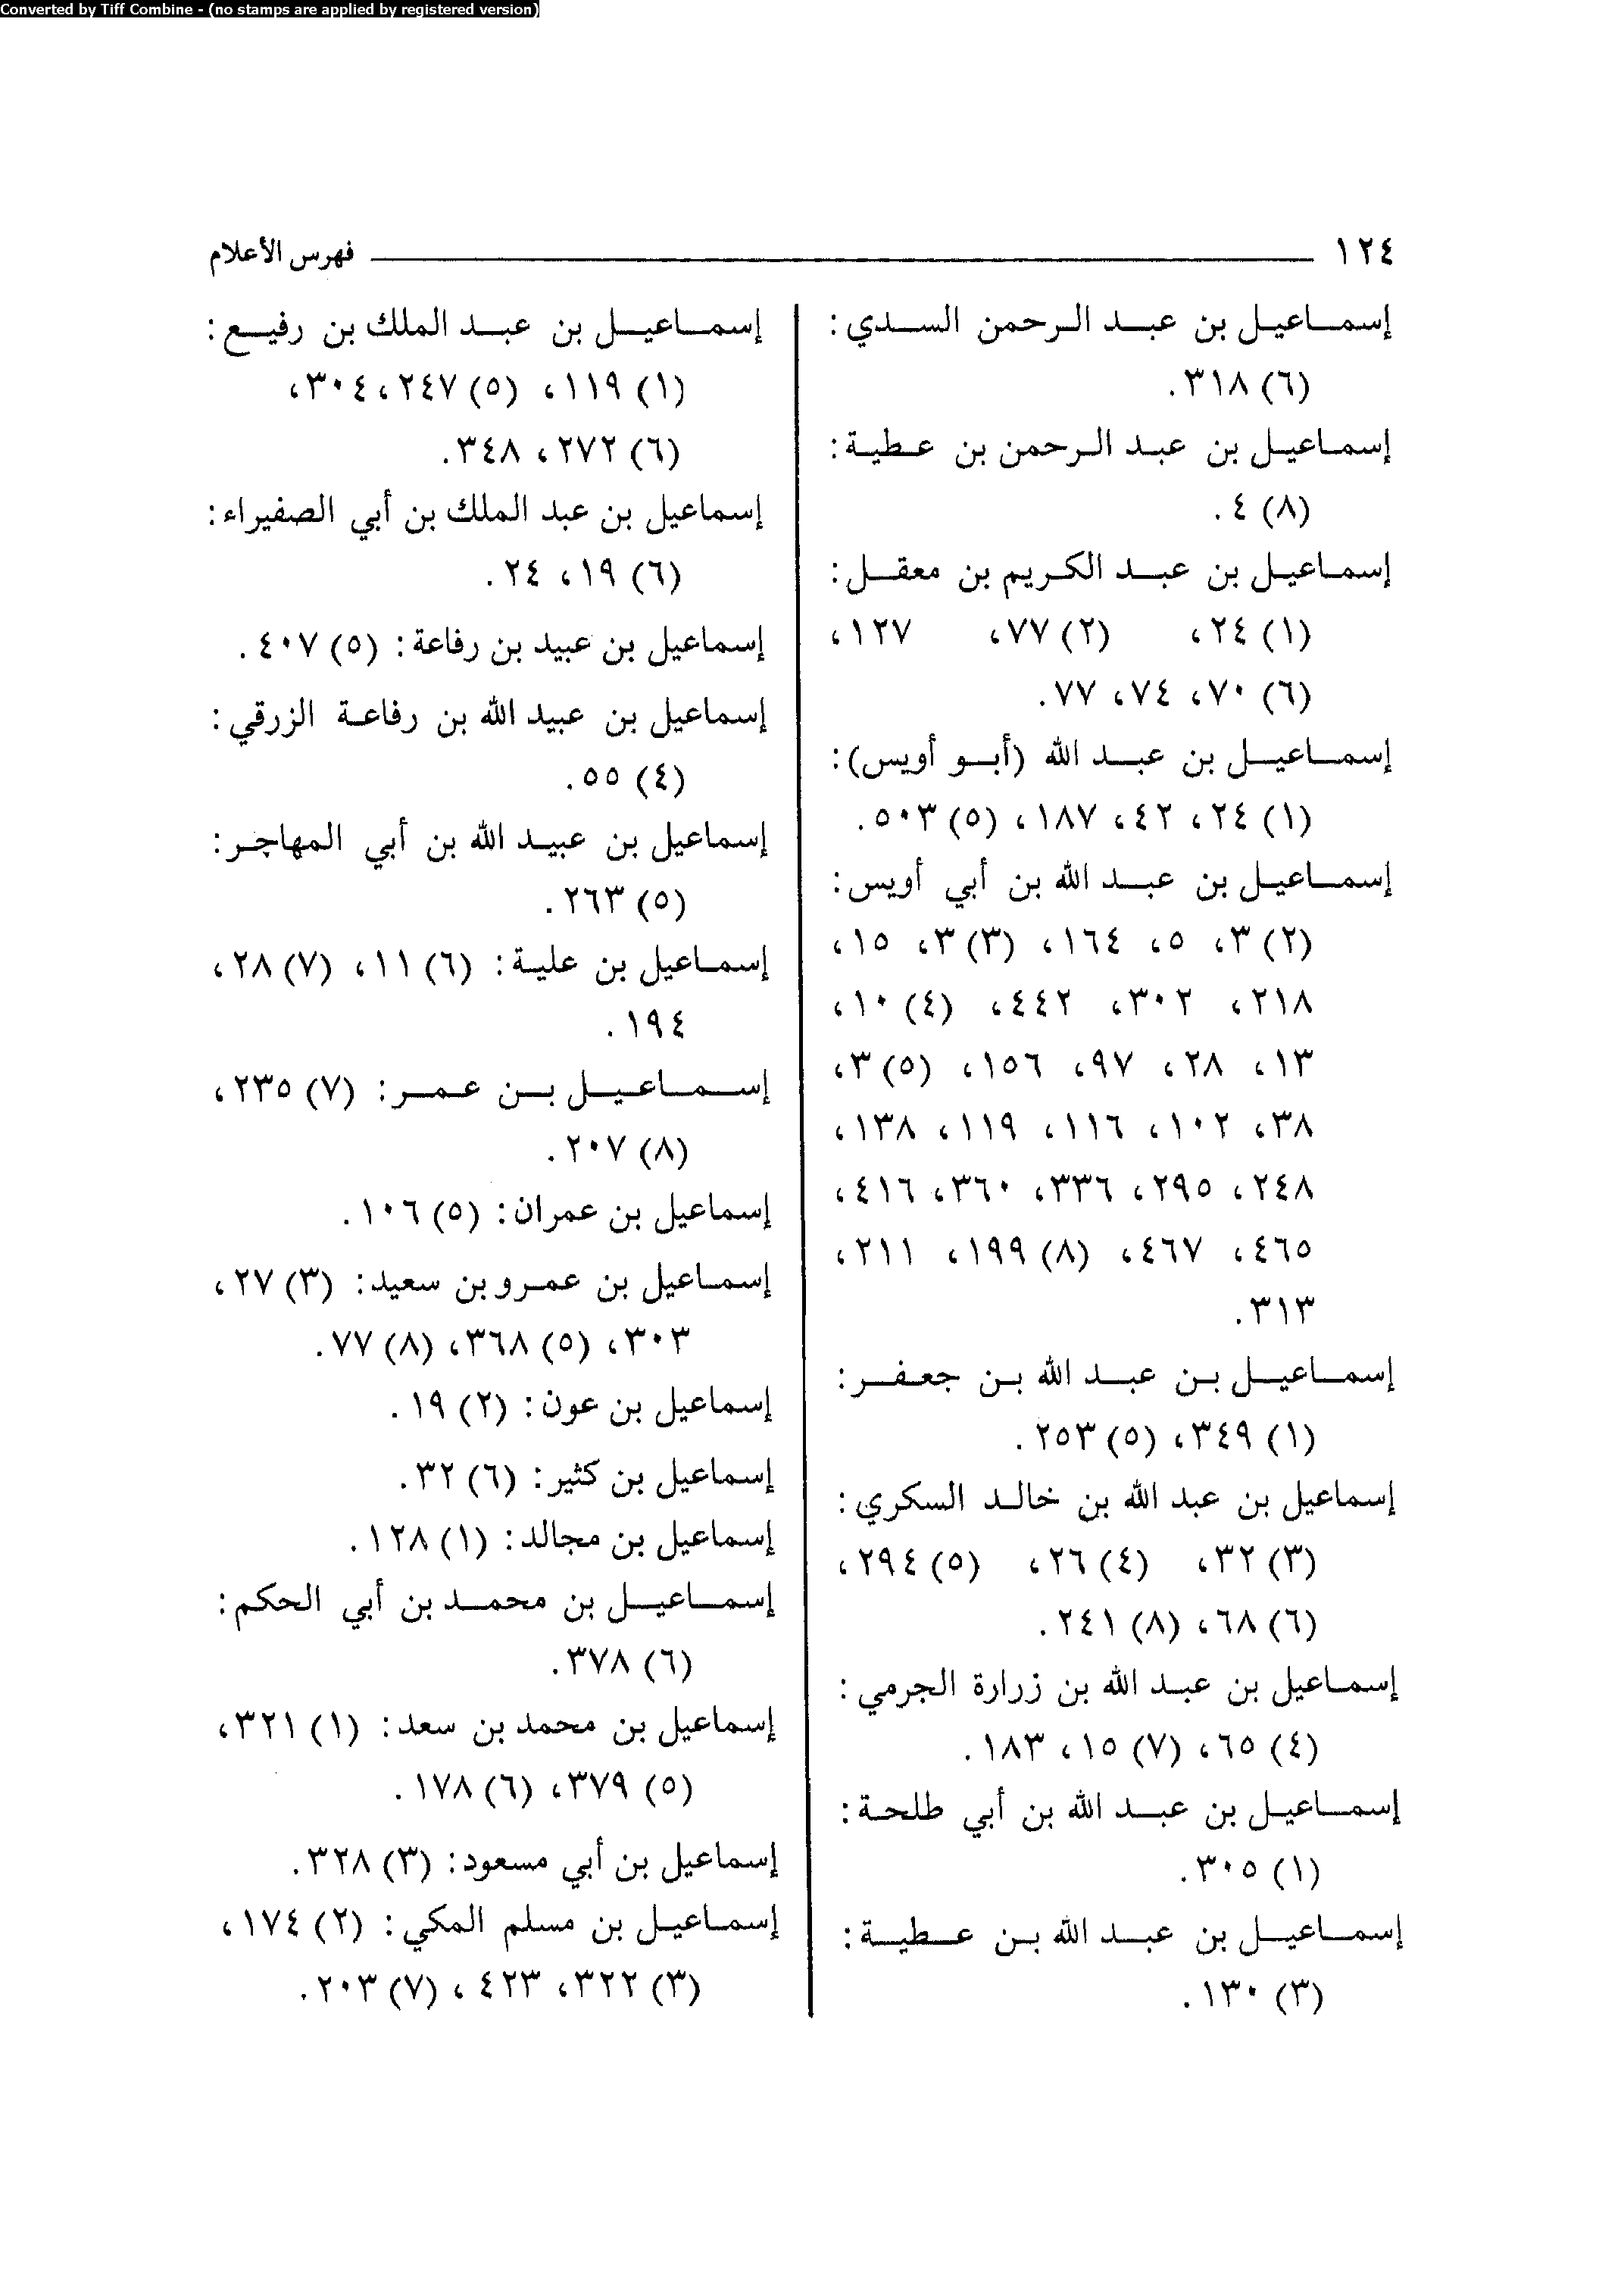 Converted by Tiff Combine - (no stamps are applied by registered version)
١٢٤ فهرس الأعلام
إسماعيل بن عبد الرحمن السدي:
(٦) ٣١٨.
إسماعيل بن عبد الرحمن بن عطية:
(٨) ٤.
إسماعيل بن عبد الكريم بن معقل:
(١) ٢٤، (٢) ٧٧، ١٢٧،
(٦) ٧٠، ٧٤، ٧٧.
إسماعيل بن عبد الله (أبو أويس):
(١) ٢٤، ٤٢، ١٨٧، (٥) ٥٠٣.
إسماعيل بن عبد الله بن أبي أويس:
(٢) ٣، ٥، ١٦٤، (٣) ٣، ١٥،
٢١٨، ٣٠٢، ٤٤٢، (٤) ١٠،
١٣، ٢٨، ٩٧، ١٥٦، (٥) ٣،
٣٨، ١٠٢، ١١٦، ١١٩، ١٣٨،
٢٤٨، ٢٩٥، ٣٣٦، ٣٦٠، ٤١٦،
٤٦٥، ٤٦٧، (٨) ١٩٩، ٢١١،
٣١٣.
إسماعيل بن عبد الله بن جعفر:
(١) ٣٤٩، (٥) ٢٥٣.
إسماعيل بن عبد الله بن خالد السكري:
(٣) ٣٢، (٤) ٢٦، (٥) ٢٩٤،
(٦) ٦٨، (٨) ٢٤١.
إسماعيل بن عبد الله بن زرارة الجرمي:
(٤) ٦٥، (٧) ١٥، ١٨٣.
إسماعيل بن عبد الله بن أبي طلحة:
(١) ٣٠٥.
إسماعيل بن عبد الله بن عطية:
(٣) ١٣٠.
إسماعيل بن عبد الملك بن رفيع:
(١) ١١٩، (٥) ٢٤٧، ٣٠٤،
(٦) ٢٧٢، ٣٤٨.
إسماعيل بن عبد الملك بن أبي الصفيراء:
(٦) ١٩، ٢٤.
إسماعيل بن عبيد بن رفاعة: (٥) ٤٠٧.
إسماعيل بن عبيد الله بن رفاعة الزرقي:
(٤) ٥٥.
إسماعيل بن عبيد الله بن أبي المهاجر:
(٥) ٢٦٣.
إسماعيل بن علية: (٦) ١١، (٧) ٢٨،
١٩٤.
إسماعيل بن عمر: (٧) ٢٣٥،
(٨) ٢٠٧.
إسماعيل بن عمران: (٥) ١٠٦.
إسماعيل بن عمرو بن سعيد: (٣) ٢٧،
٣٠٣، (٥) ٣٦٨، (٨) ٧٧.
إسماعيل بن عون: (٢) ١٩.
إسماعيل بن كثير: (٦) ٣٢.
إسماعيل بن مجالد: (١) ١٢٨.
إسماعيل بن محمد بن أبي الحكم:
(٦) ٣٧٨.
إسماعيل بن محمد بن سعد: (١) ٣٢١،
(٥) ٣٧٩، (٦) ١٧٨.
إسماعيل بن أبي مسعود: (٣) ٣٢٨.
إسماعيل بن مسلم المكي: (٢) ١٧٤،
(٣) ٣٢٢، ٤٢٣، (٧) ٢٠٣.